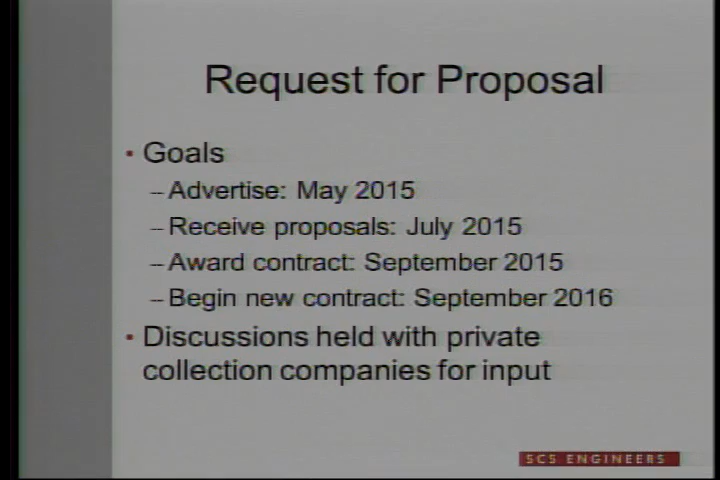 Request for Proposal
• Goals
– Advertise: May 2015
– Receive proposals: July 2015
– Award contract: September 2015
– Begin new contract: September 2016
• Discussions held with private
collection companies for input
SCS ENGINEERS